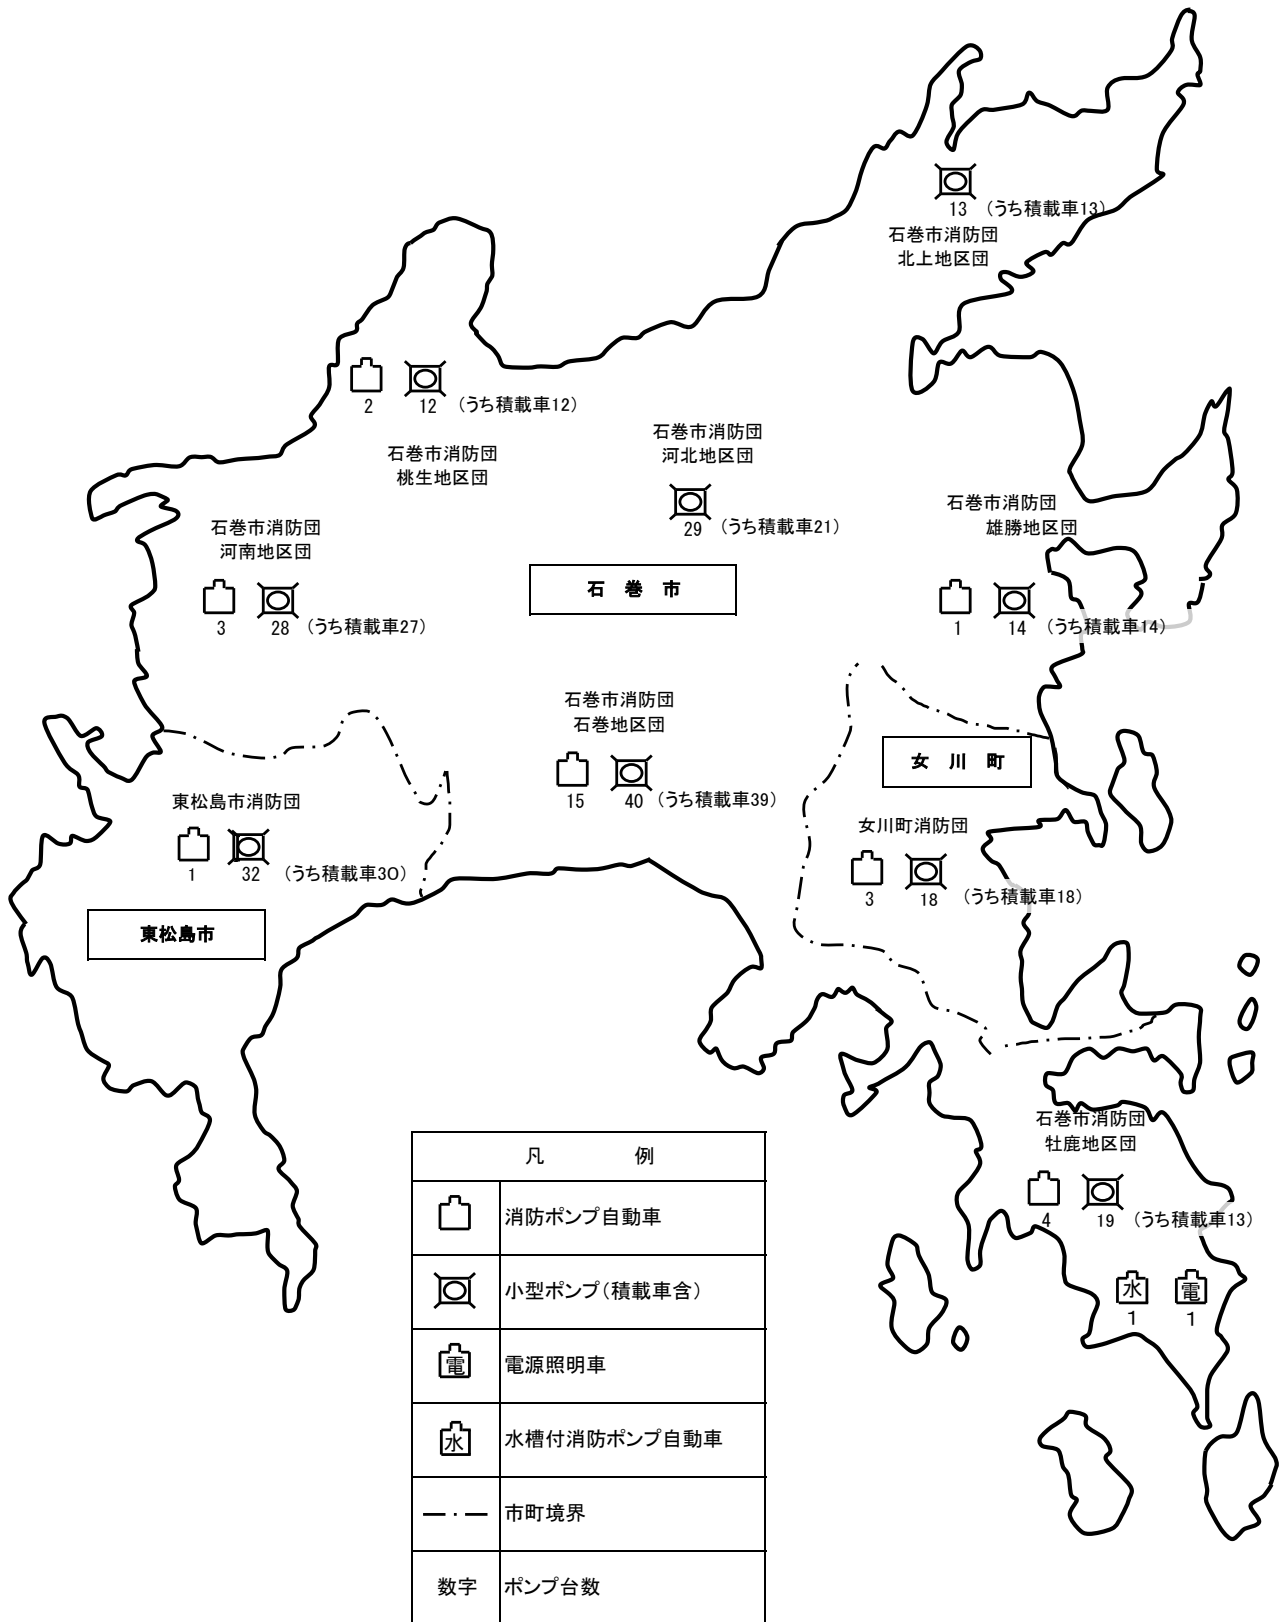 13 (うち積載車13)
石巻市消防団
北上地区団
2 12 (うち積載車12)
石巻市消防団
桃生地区団
石巻市消防団
河北地区団
29 (うち積載車21)
石巻市消防団
雄勝地区団
1 14 (うち積載車14)
石巻市消防団
河南地区団
3 28 (うち積載車27)
石 巻 市
石巻市消防団
石巻地区団
15 40 (うち積載車39)
女 川 町
女川町消防団
3 18 (うち積載車18)
東松島市消防団
1 32 (うち積載車30)
東松島市
石巻市消防団
牡鹿地区団
4 19 (うち積載車13)
水 電
1 1
凡 例
消防ポンプ自動車
小型ポンプ(積載車含)
電 電源照明車
水 水槽付消防ポンプ自動車
市町境界
数字 ポンプ台数